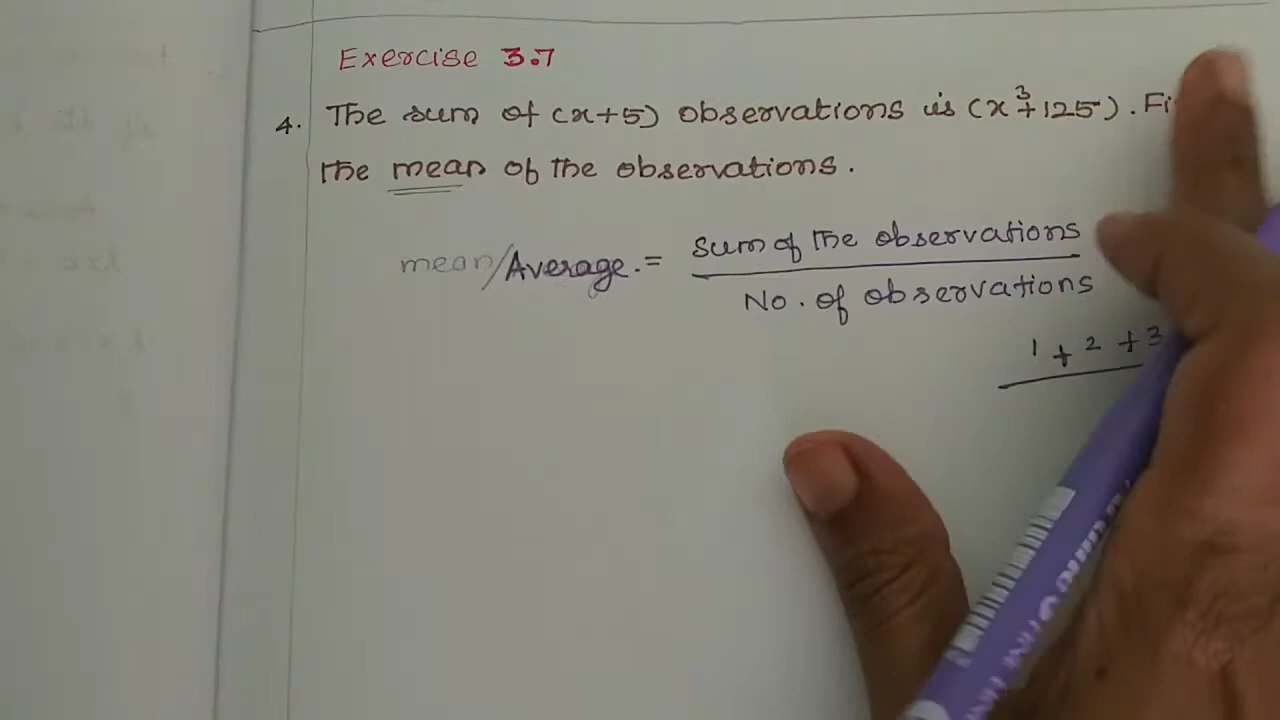 Exercise 3.7
4. The sum of (x+5) observations is (x³+125). Fi
the mean of the observations.
mean/Average. = sum of the observations
No. of observations
1 + 2 + 3